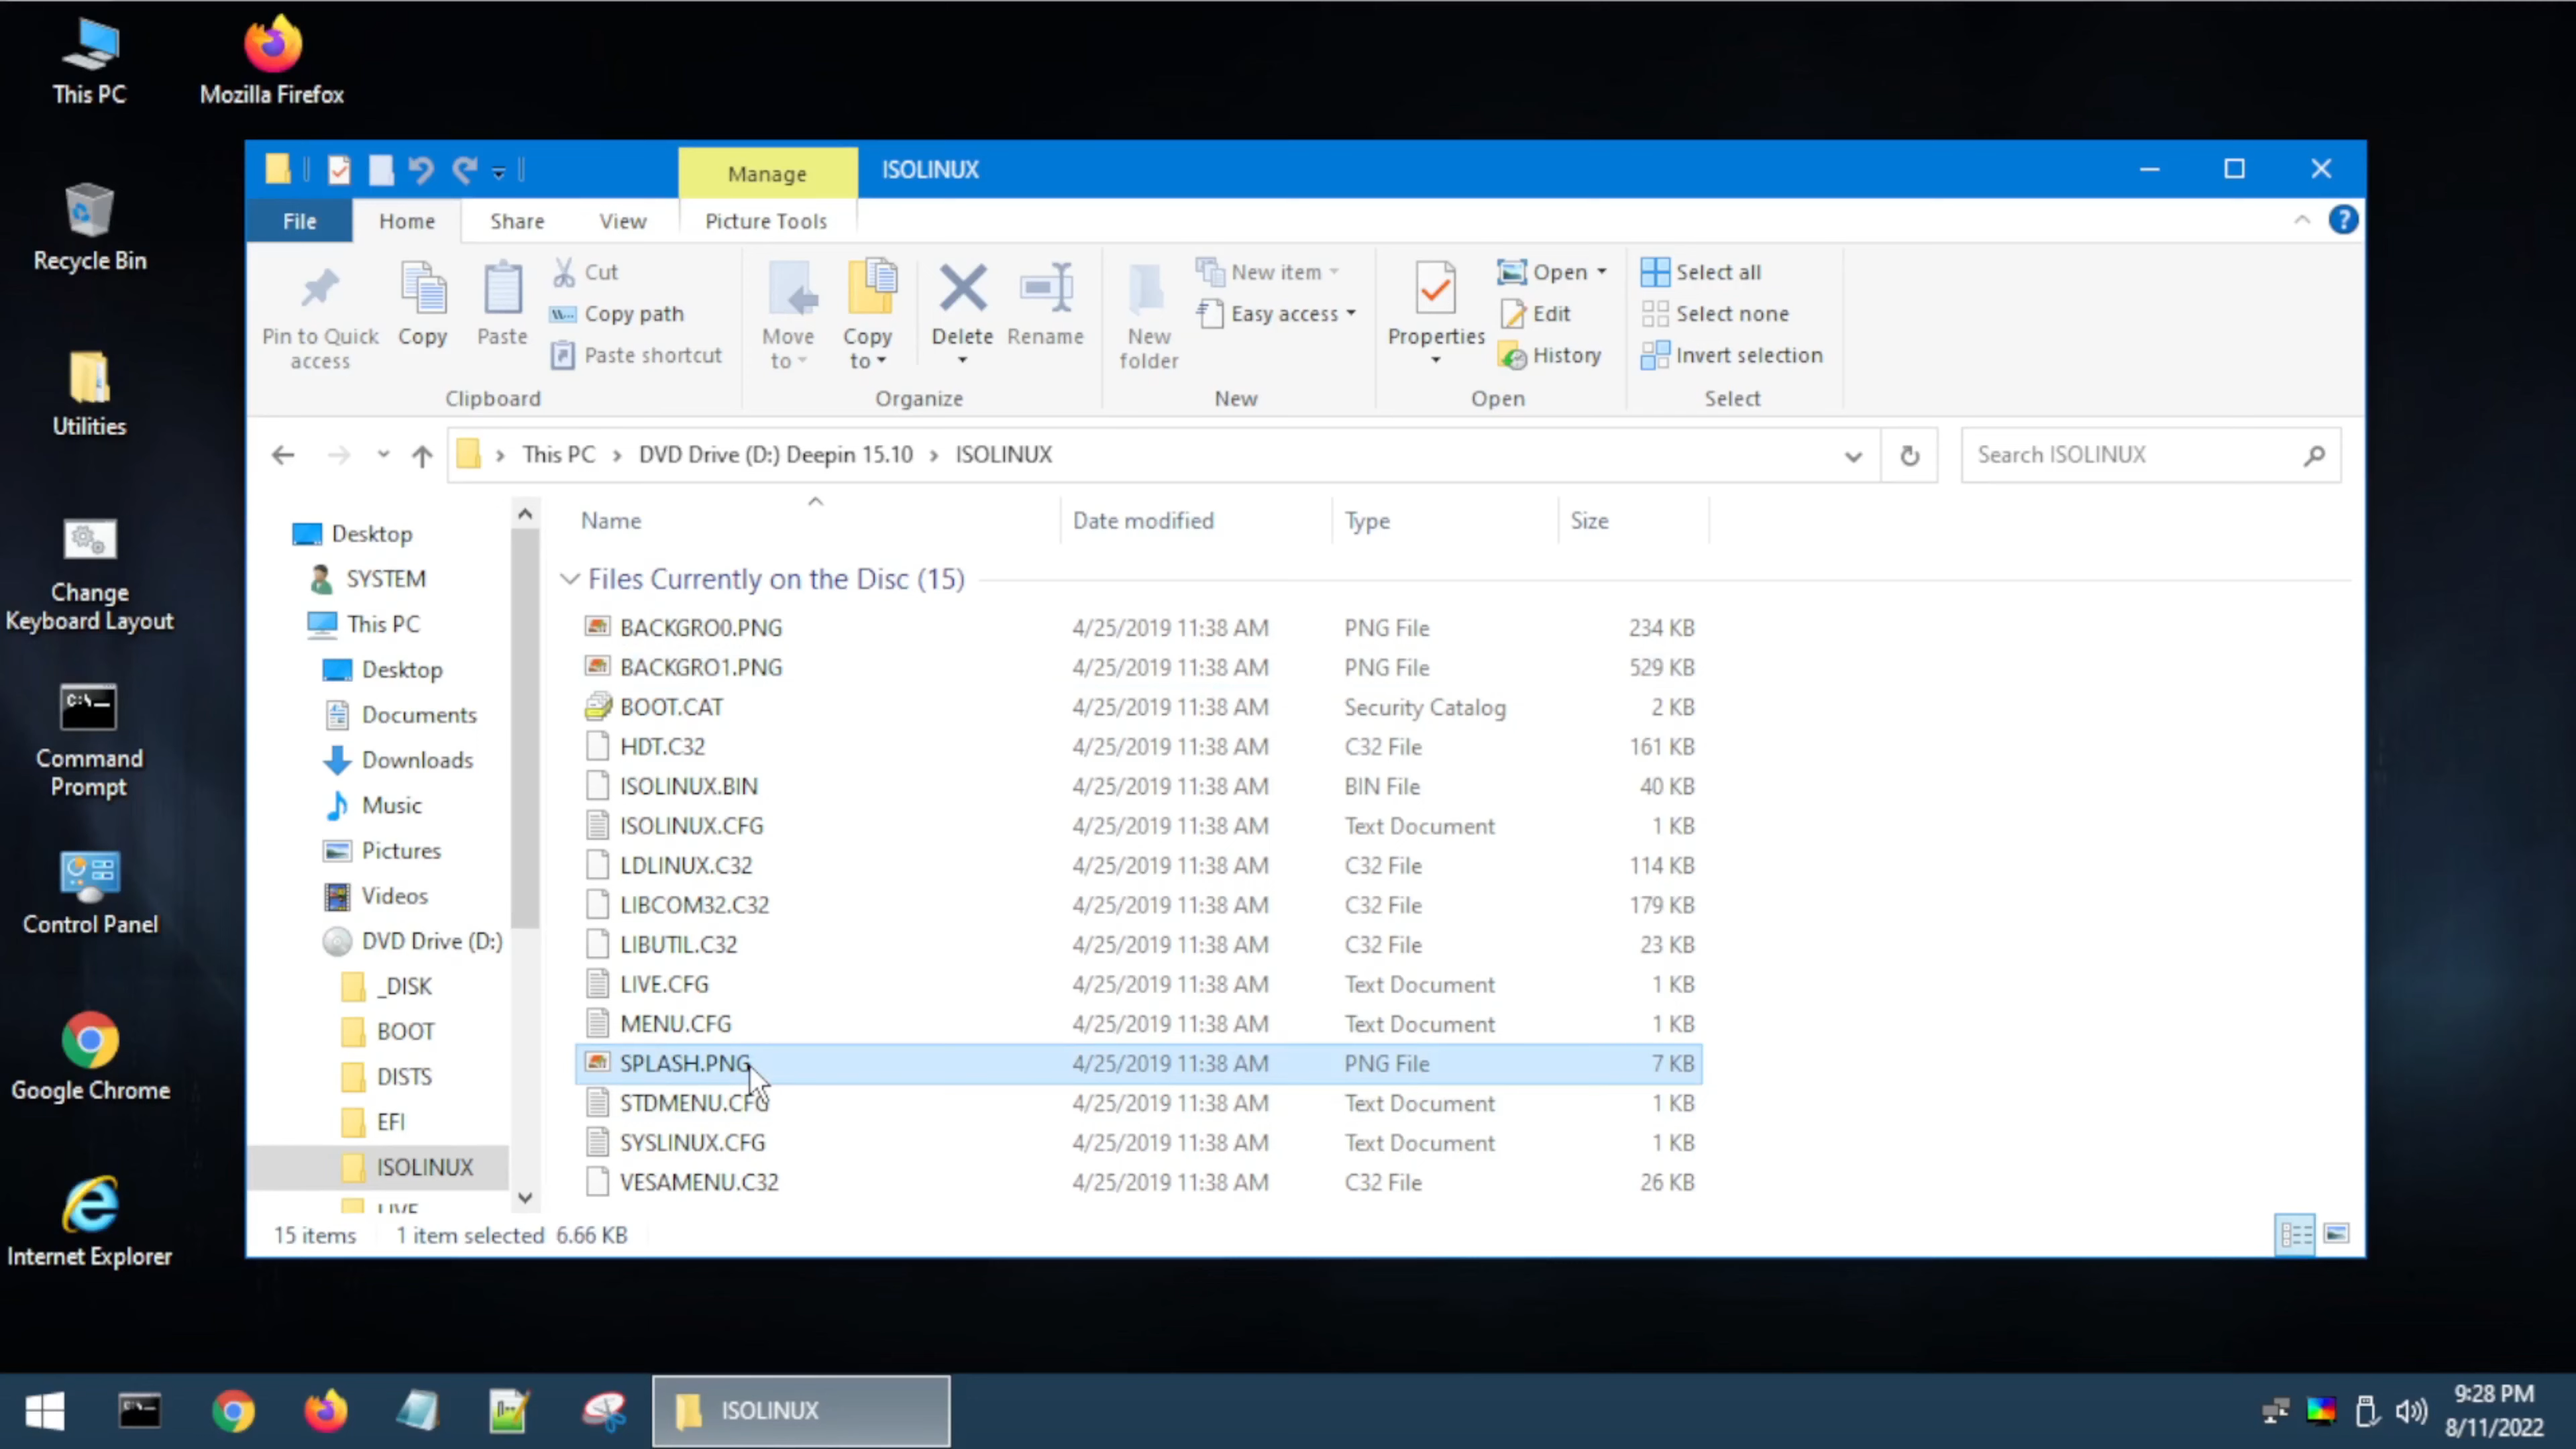 This PC
Mozilla Firefox
Recycle Bin
Utilities
Change
Keyboard Layout
Command
Prompt
Control Panel
Google Chrome
Internet Explorer
Manage
ISOLINUX
File
Home
Share
View
Picture Tools
Pin to Quick
access
Copy
Paste
Cut
Copy path
Paste shortcut
Clipboard
Move
to
Copy
to
Delete
Rename
Organize
New
folder
New item
Easy access
New
Properties
Open
Edit
History
Open
Select all
Select none
Invert selection
Select
This PC > DVD Drive (D:) Deepin 15.10 > ISOLINUX
Search ISOLINUX
Desktop
SYSTEM
This PC
Desktop
Documents
Downloads
Music
Pictures
Videos
DVD Drive (D:)
_DISK
BOOT
DISTS
EFI
ISOLINUX
LIVE
Name Date modified Type Size
Files Currently on the Disc (15)
BACKGRO0.PNG 4/25/2019 11:38 AM PNG File 234 KB
BACKGRO1.PNG 4/25/2019 11:38 AM PNG File 529 KB
BOOT.CAT 4/25/2019 11:38 AM Security Catalog 2 KB
HDT.C32 4/25/2019 11:38 AM C32 File 161 KB
ISOLINUX.BIN 4/25/2019 11:38 AM BIN File 40 KB
ISOLINUX.CFG 4/25/2019 11:38 AM Text Document 1 KB
LDLINUX.C32 4/25/2019 11:38 AM C32 File 114 KB
LIBCOM32.C32 4/25/2019 11:38 AM C32 File 179 KB
LIBUTIL.C32 4/25/2019 11:38 AM C32 File 23 KB
LIVE.CFG 4/25/2019 11:38 AM Text Document 1 KB
MENU.CFG 4/25/2019 11:38 AM Text Document 1 KB
SPLASH.PNG 4/25/2019 11:38 AM PNG File 7 KB
STDMENU.CFG 4/25/2019 11:38 AM Text Document 1 KB
SYSLINUX.CFG 4/25/2019 11:38 AM Text Document 1 KB
VESAMENU.C32 4/25/2019 11:38 AM C32 File 26 KB
15 items 1 item selected 6.66 KB
ISOLINUX
9:28 PM
8/11/2022